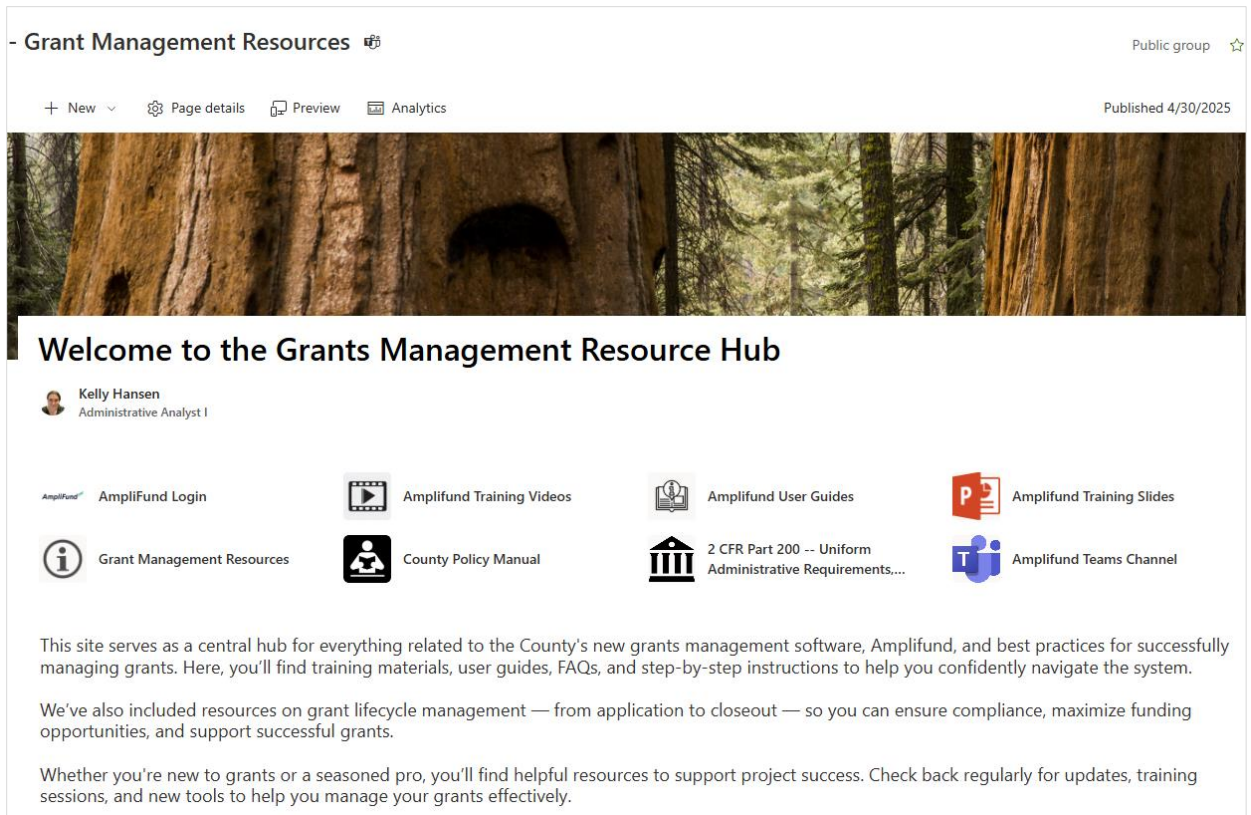 - Grant Management Resources
Public group
New
Page details
Preview
Analytics
Published 4/30/2025
Welcome to the Grants Management Resource Hub
Kelly Hansen
Administrative Analyst I
AmpliFund
AmpliFund Login
Amplifund Training Videos
Amplifund User Guides
P
Amplifund Training Slides
Grant Management Resources
County Policy Manual
2 CFR Part 200 -- Uniform
Administrative Requirements,...
T
Amplifund Teams Channel
This site serves as a central hub for everything related to the County's new grants management software, Amplifund, and best practices for successfully
managing grants. Here, you’ll find training materials, user guides, FAQs, and step-by-step instructions to help you confidently navigate the system.
We’ve also included resources on grant lifecycle management — from application to closeout — so you can ensure compliance, maximize funding
opportunities, and support successful grants.
Whether you're new to grants or a seasoned pro, you’ll find helpful resources to support project success. Check back regularly for updates, training
sessions, and new tools to help you manage your grants effectively.